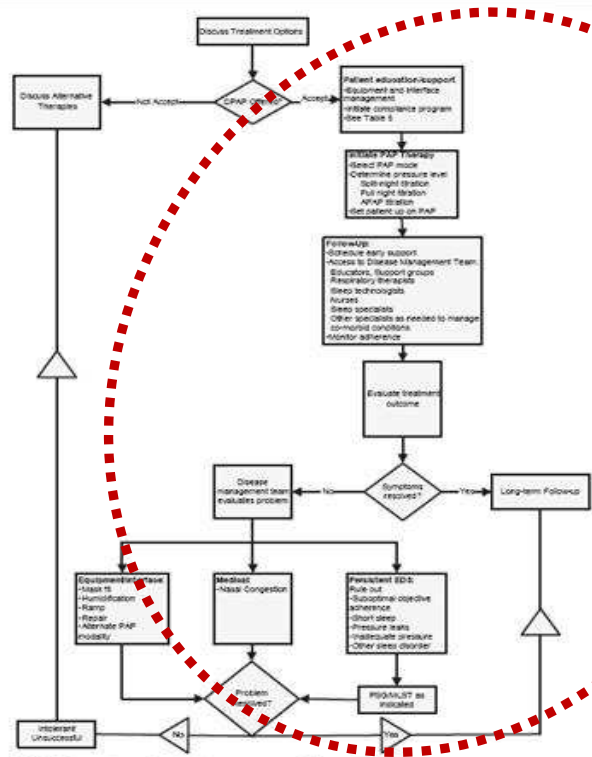 Discuss Treatment Options
Discuss Alternative
Therapies
Not Accept
CPAP Offered?
Accept
Patient education/support
-Equipment and interface
management
-Initiate compliance program
-See Table 5
Initiate PAP Therapy
-Select PAP mode
-Determine pressure level
Split-night titration
Full night titration
APAP titration
-Set patient up on PAP
FollowUp:
-Schedule early support
-Access to Disease Management Team:
Educators, Support groups
Respiratory therapists
Sleep technologists
Nurses
Sleep specialists
Other specialists as needed to manage
co-morbid conditions
-Monitor adherence
Evaluate treatment
outcome
Disease
management team
evaluates problem
No
Symptoms
resolved?
Yes
Long-term Follow-up
Equipment/Interface
-Mask fit
-Humidification
-Ramp
-Repair
-Alternate PAP
modality
Medical:
-Nasal Congestion
Persistent EDS:
Rule out
-Suboptimal objective
adherence
-Short sleep
-Pressure leaks
-Inadequate pressure
-Other sleep disorder
Problem
Resolved?
PSG/MLST as
indicated
Intolerant
Unsuccessful
No
Yes